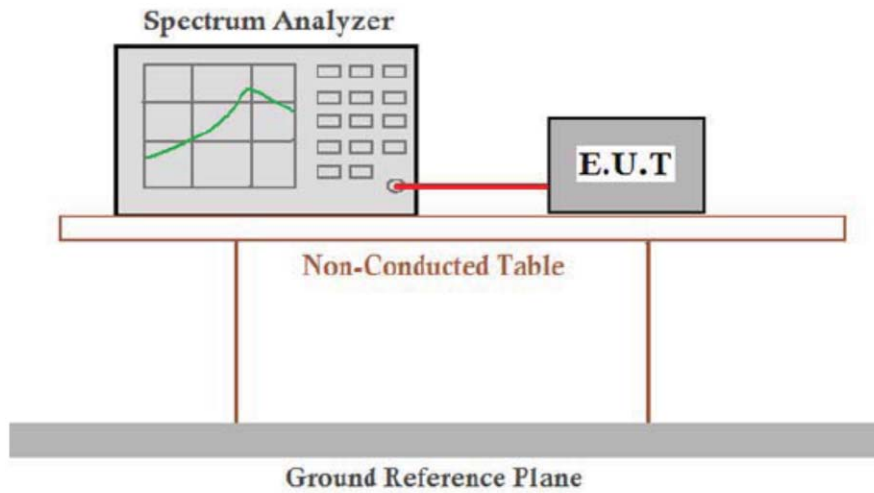 Spectrum Analyzer
E.U.T
Non-Conducted Table
Ground Reference Plane